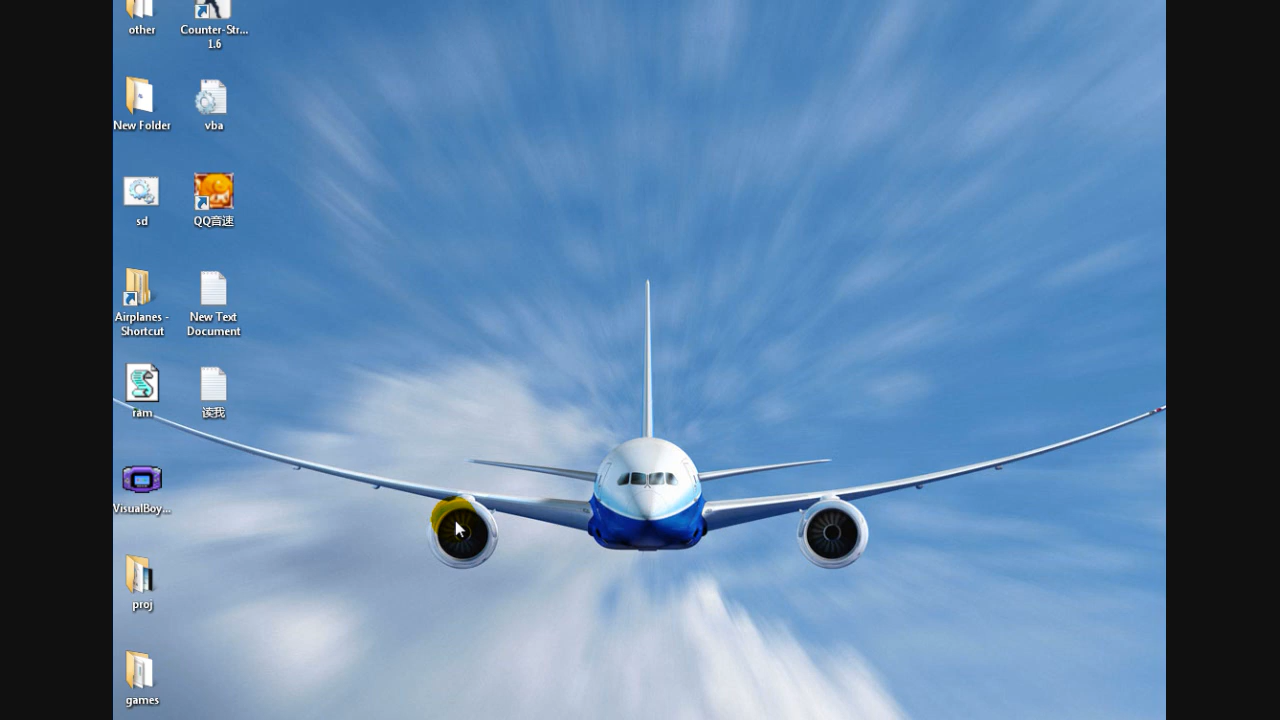 other
Counter-Str...
1.6
New Folder
vba
sd
QQ音速
Airplanes -
Shortcut
New Text
Document
ram
读我
VisualBoy...
proj
games